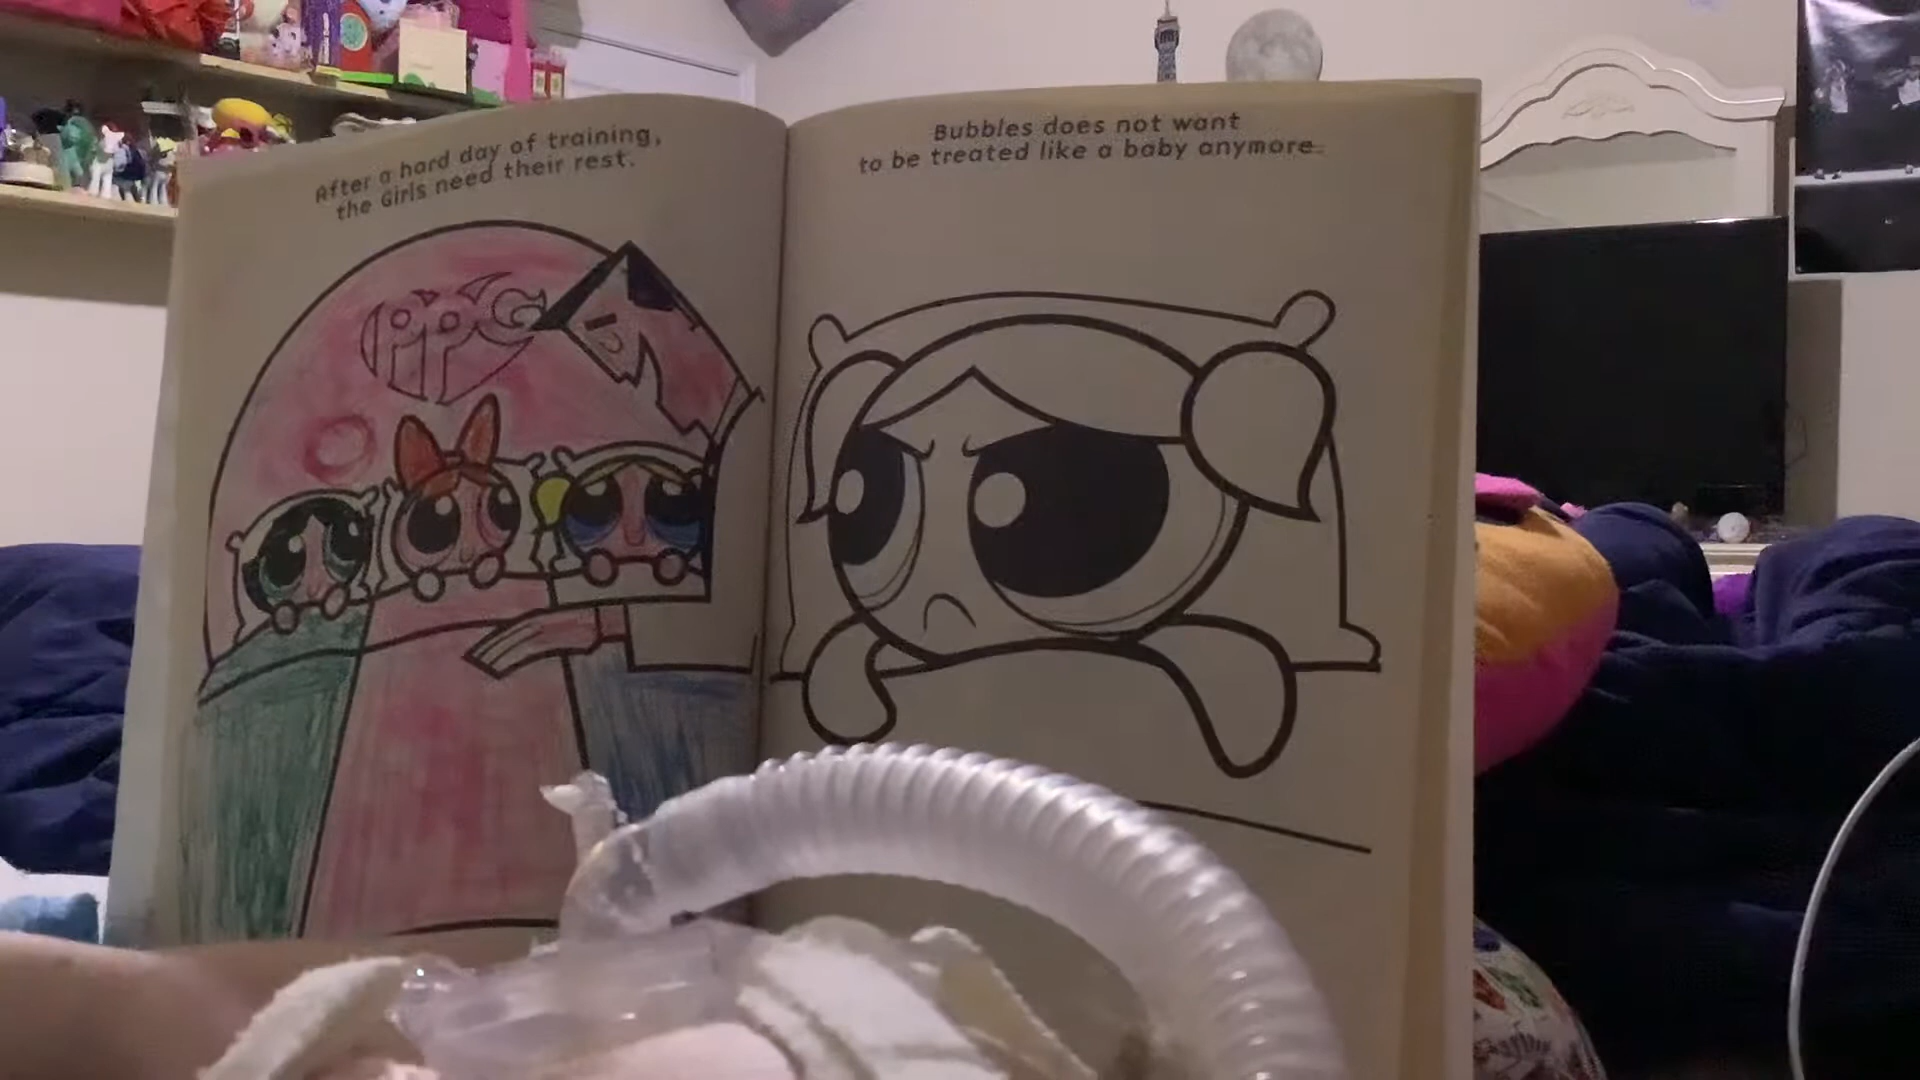 After a hard day of training,
the Girls need their rest.
PPG
Bubbles does not want
to be treated like a baby anymore.